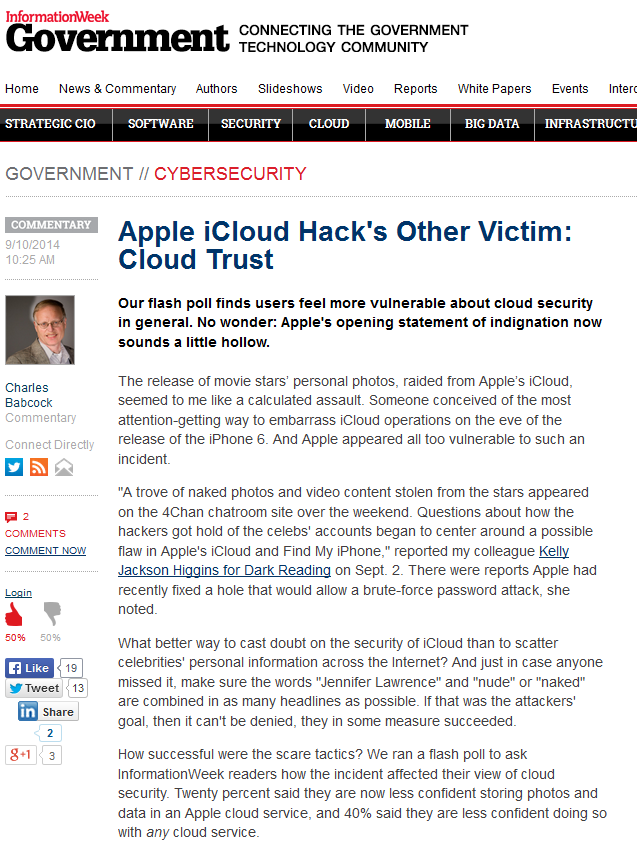 InformationWeek
Government
CONNECTING THE GOVERNMENT
TECHNOLOGY COMMUNITY
Home News & Commentary Authors Slideshows Video Reports White Papers Events Inter
STRATEGIC CIO SOFTWARE SECURITY CLOUD MOBILE BIG DATA INFRASTRUCTU
GOVERNMENT // CYBERSECURITY
COMMENTARY
9/10/2014
10:25 AM
Charles
Babcock
Commentary
Connect Directly
2
COMMENTS
COMMENT NOW
Login
50% 50%
Like 19
Tweet 13
in Share
2
g+1 3
Apple iCloud Hack's Other Victim:
Cloud Trust
Our flash poll finds users feel more vulnerable about cloud security
in general. No wonder: Apple's opening statement of indignation now
sounds a little hollow.
The release of movie stars’ personal photos, raided from Apple’s iCloud,
seemed to me like a calculated assault. Someone conceived of the most
attention-getting way to embarrass iCloud operations on the eve of the
release of the iPhone 6. And Apple appeared all too vulnerable to such an
incident.
"A trove of naked photos and video content stolen from the stars appeared
on the 4Chan chatroom site over the weekend. Questions about how the
hackers got hold of the celebs' accounts began to center around a possible
flaw in Apple's iCloud and Find My iPhone," reported my colleague Kelly
Jackson Higgins for Dark Reading on Sept. 2. There were reports Apple had
recently fixed a hole that would allow a brute-force password attack, she
noted.
What better way to cast doubt on the security of iCloud than to scatter
celebrities' personal information across the Internet? And just in case anyone
missed it, make sure the words "Jennifer Lawrence" and "nude" or "naked"
are combined in as many headlines as possible. If that was the attackers'
goal, then it can't be denied, they in some measure succeeded.
How successful were the scare tactics? We ran a flash poll to ask
InformationWeek readers how the incident affected their view of cloud
security. Twenty percent said they are now less confident storing photos and
data in an Apple cloud service, and 40% said they are less confident doing so
with any cloud service.